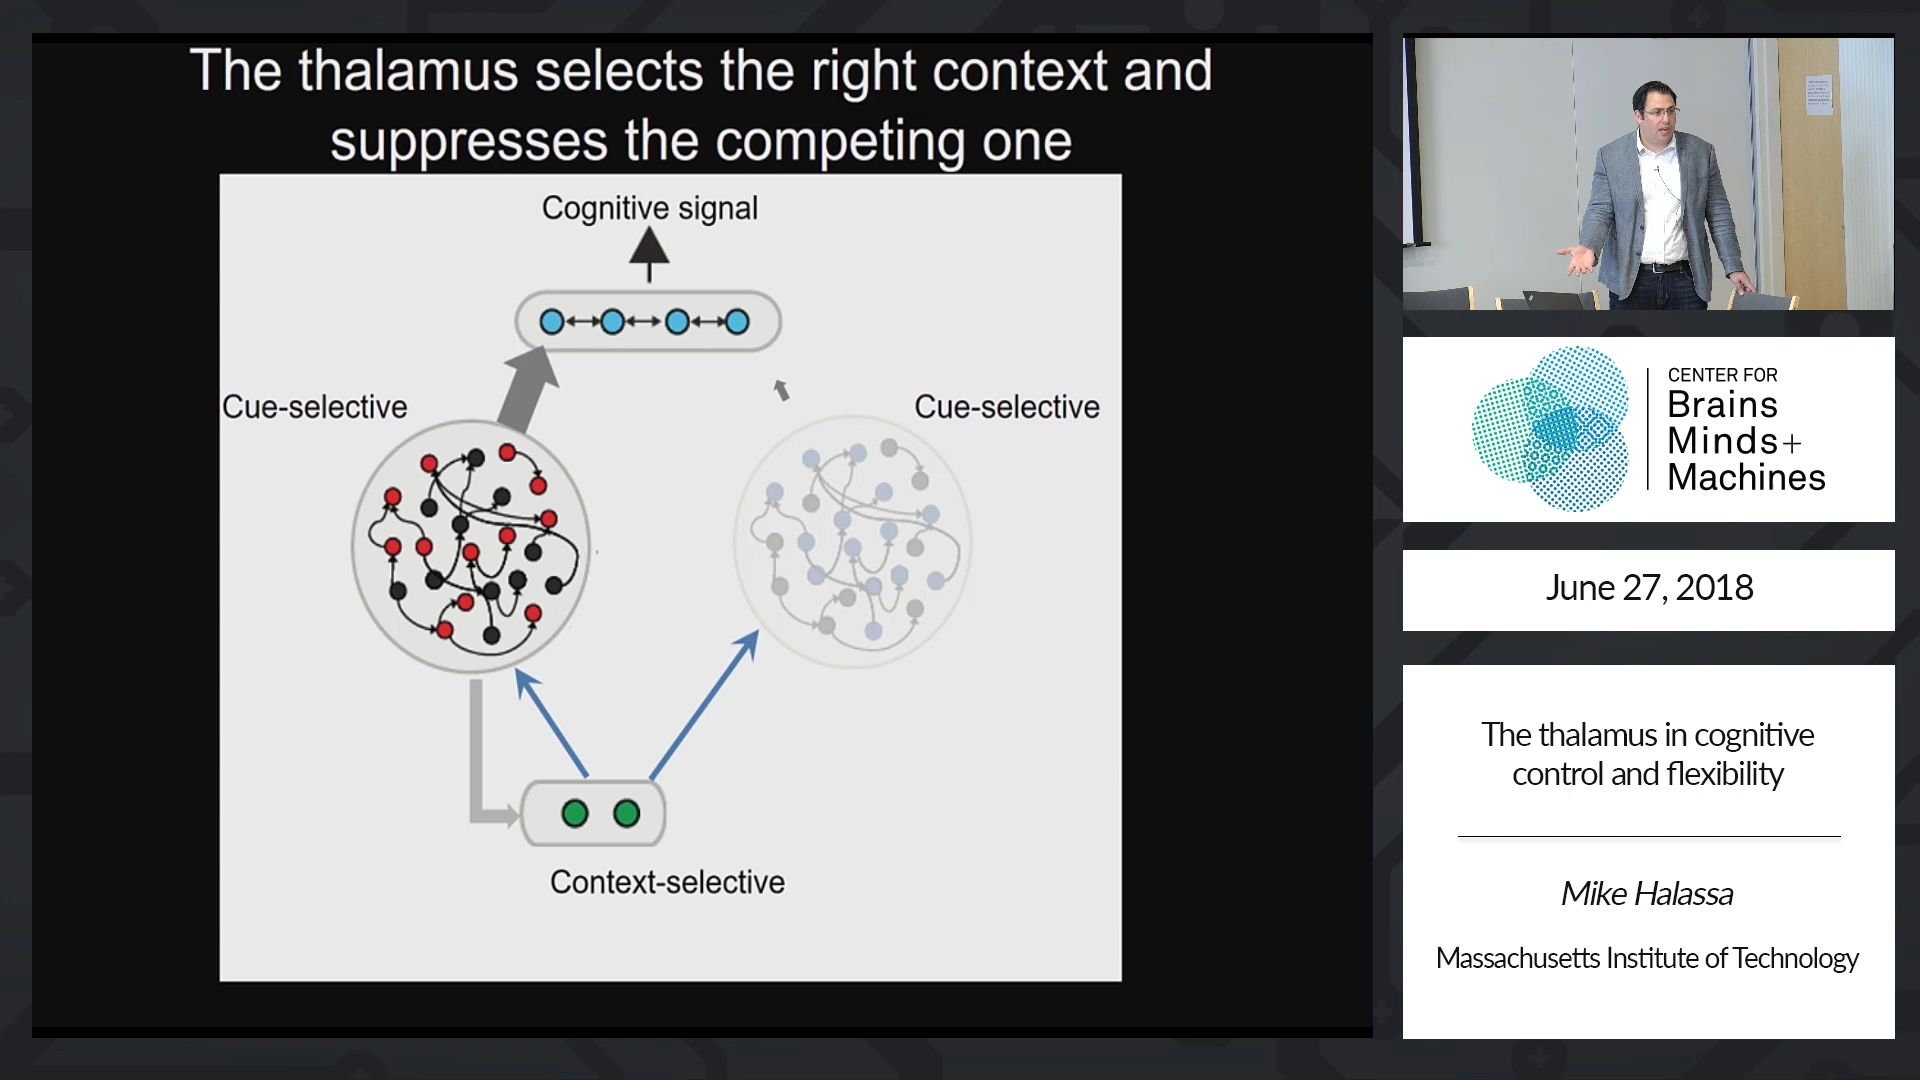 The thalamus selects the right context and
suppresses the competing one
Cognitive signal
Cue-selective
Cue-selective
Context-selective
CENTER FOR
Brains
Minds+
Machines
June 27, 2018
The thalamus in cognitive
control and flexibility
Mike Halassa
Massachusetts Institute of Technology